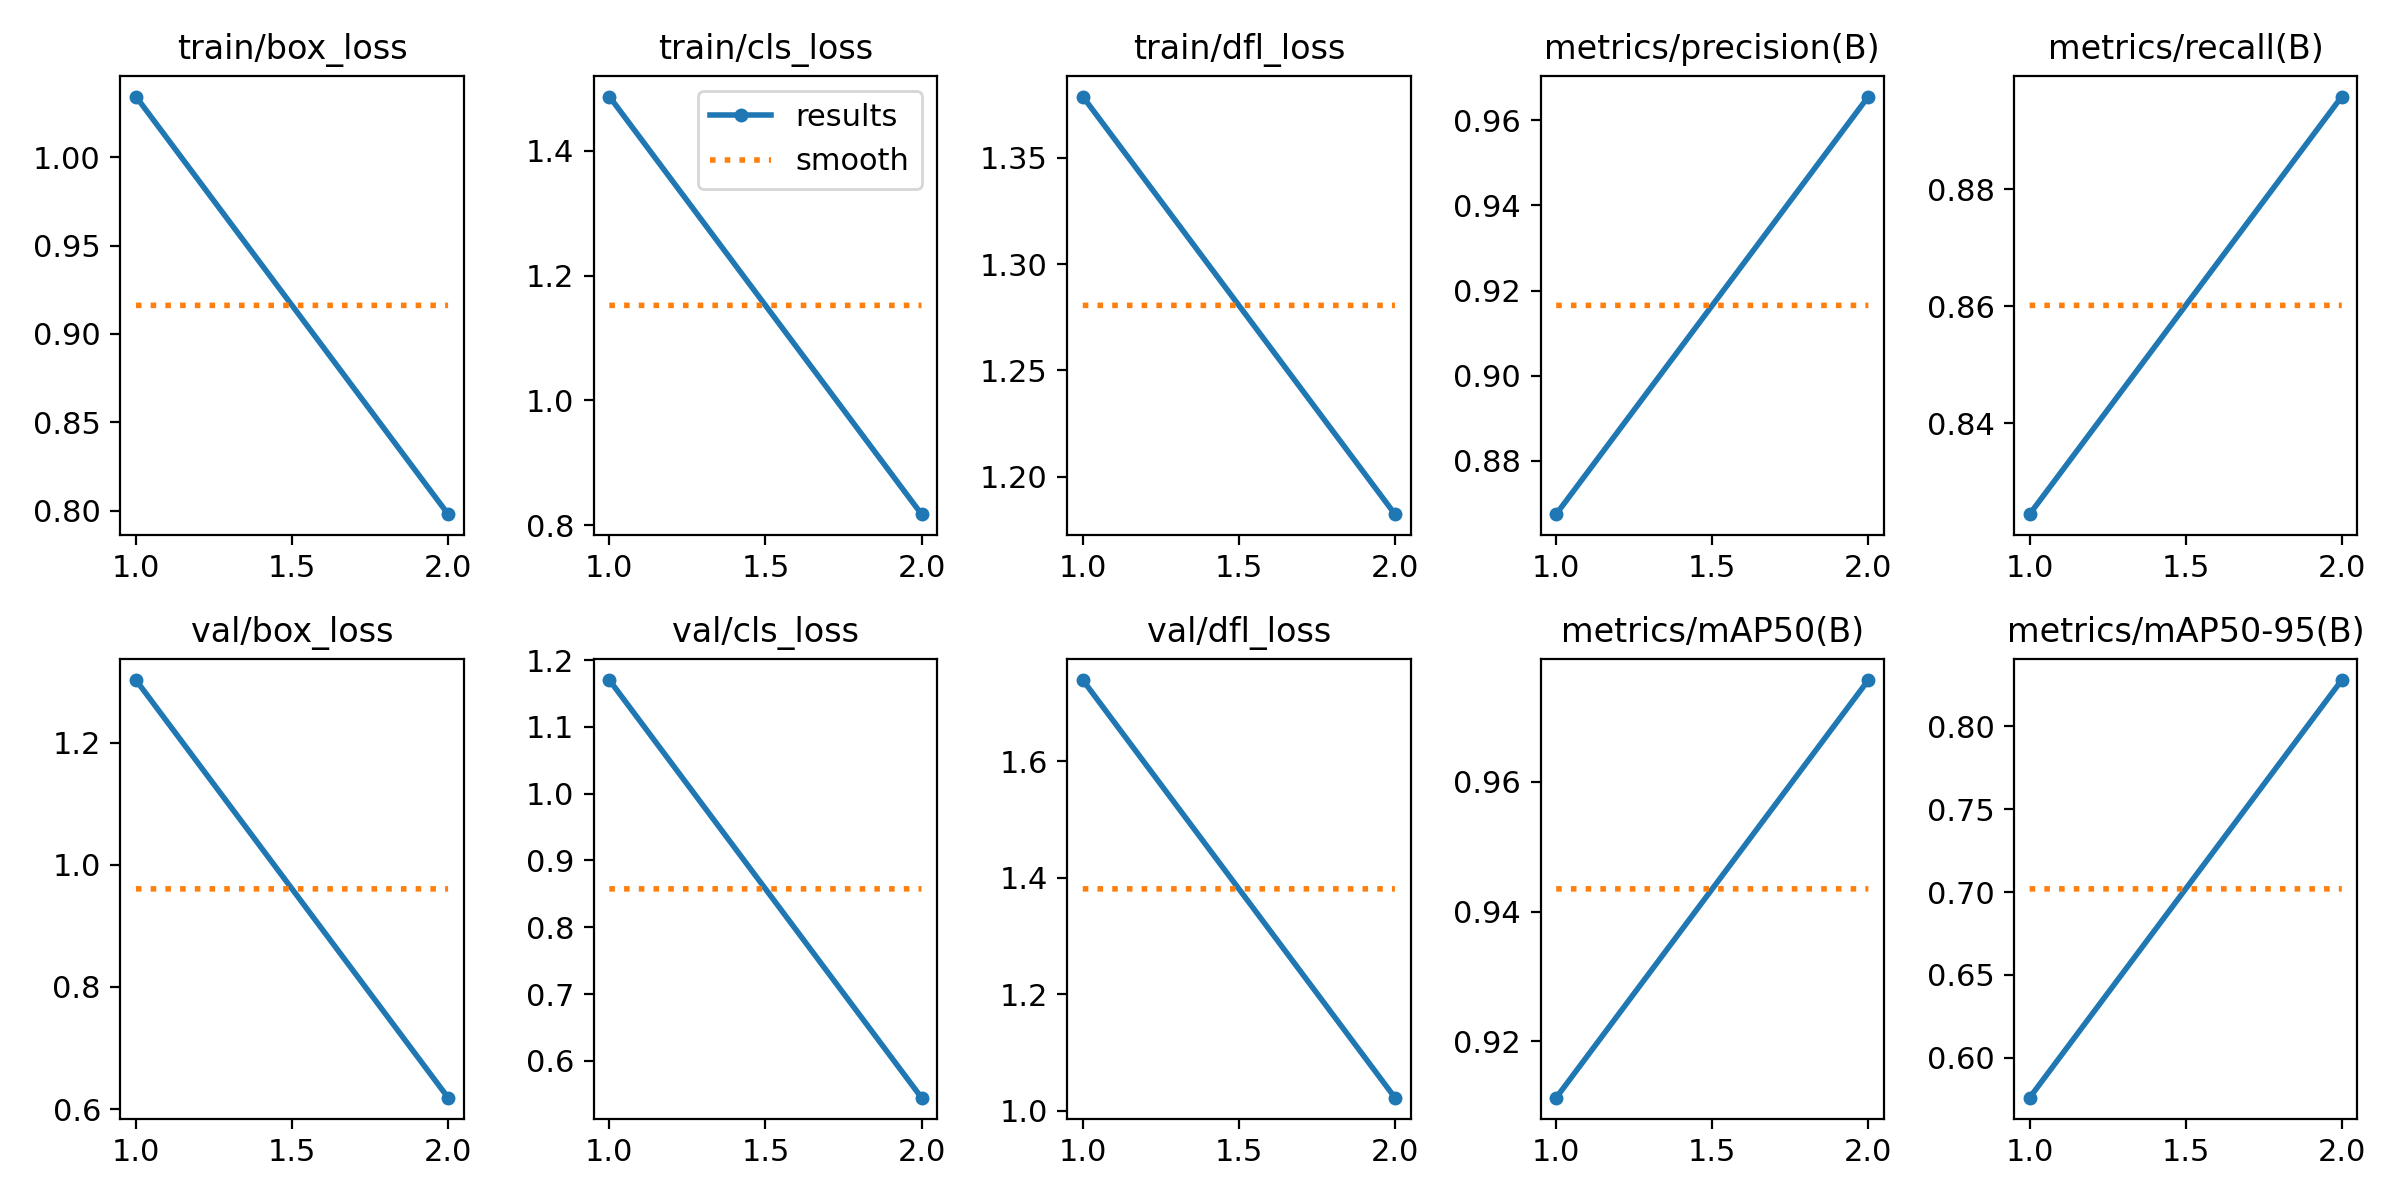 train/box_loss
1.00
0.95
0.90
0.85
0.80
1.0 1.5 2.0
train/cls_loss
results
smooth
1.4
1.2
1.0
0.8
1.0 1.5 2.0
train/dfl_loss
1.35
1.30
1.25
1.20
1.0 1.5 2.0
metrics/precision(B)
0.96
0.94
0.92
0.90
0.88
1.0 1.5 2.0
metrics/recall(B)
0.88
0.86
0.84
1.0 1.5 2.0
val/box_loss
1.2
1.0
0.8
0.6
1.0 1.5 2.0
val/cls_loss
1.2
1.1
1.0
0.9
0.8
0.7
0.6
1.0 1.5 2.0
val/dfl_loss
1.6
1.4
1.2
1.0
1.0 1.5 2.0
metrics/mAP50(B)
0.96
0.94
0.92
1.0 1.5 2.0
metrics/mAP50-95(B)
0.80
0.75
0.70
0.65
0.60
1.0 1.5 2.0